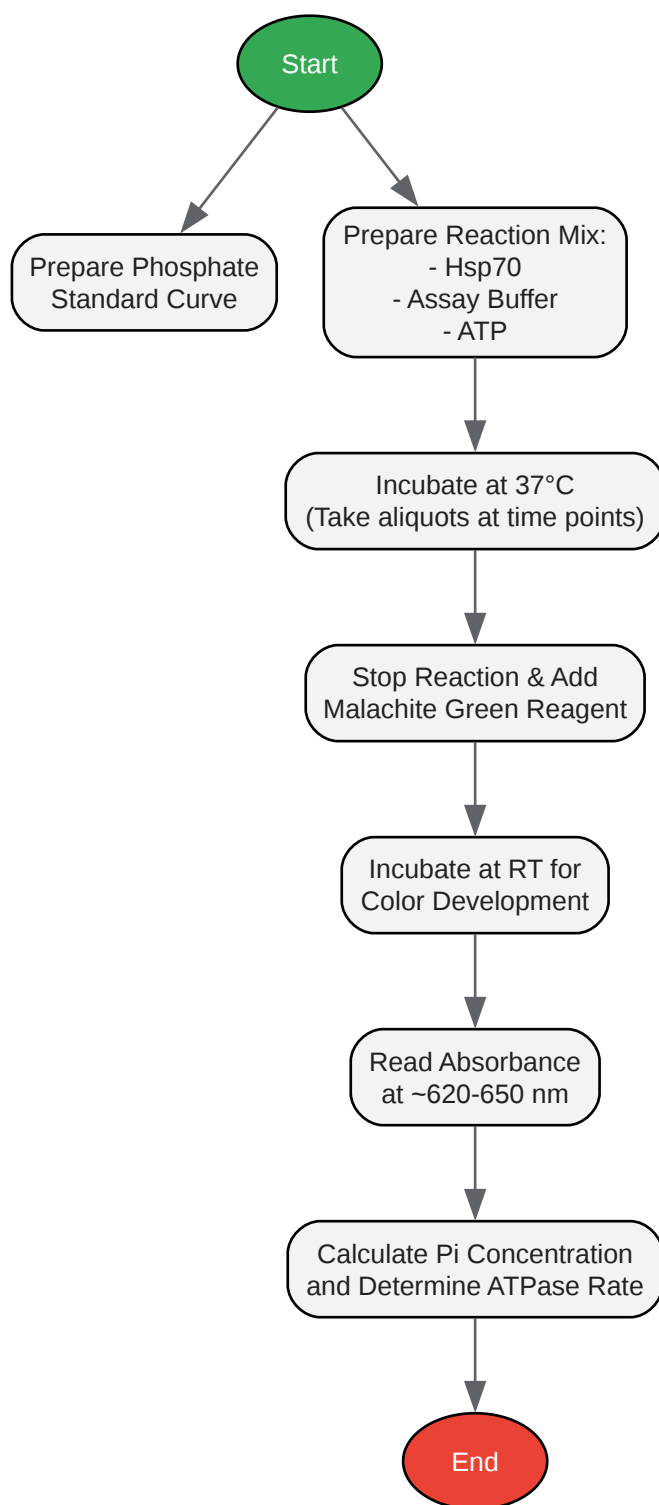 Start
Prepare Phosphate
Standard Curve
Prepare Reaction Mix:
- Hsp70
- Assay Buffer
- ATP
Incubate at 37°C
(Take aliquots at time points)
Stop Reaction & Add
Malachite Green Reagent
Incubate at RT for
Color Development
Read Absorbance
at ~620-650 nm
Calculate Pi Concentration
and Determine ATPase Rate
End